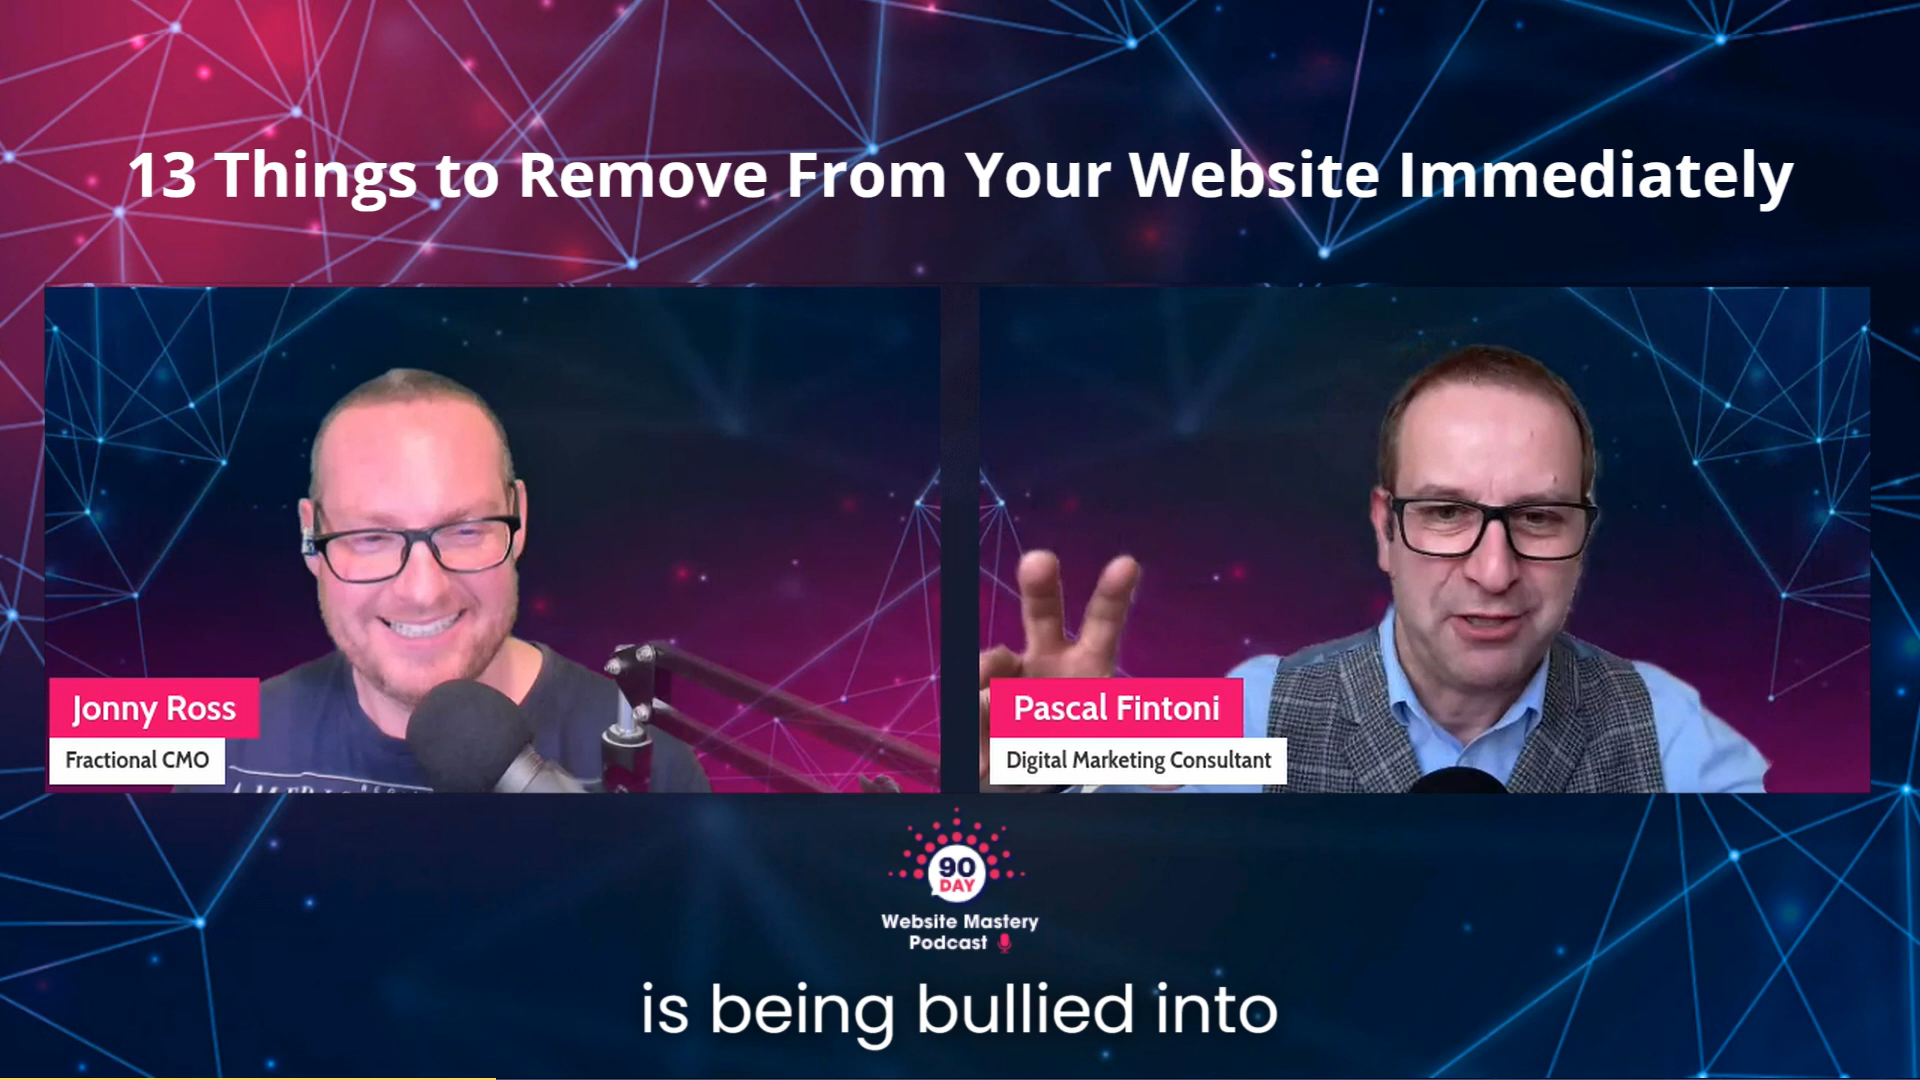 13 Things to Remove From Your Website Immediately
Jonny Ross
Fractional CMO
Pascal Fintoni
Digital Marketing Consultant
90
DAY
Website Mastery
Podcast
is being bullied into